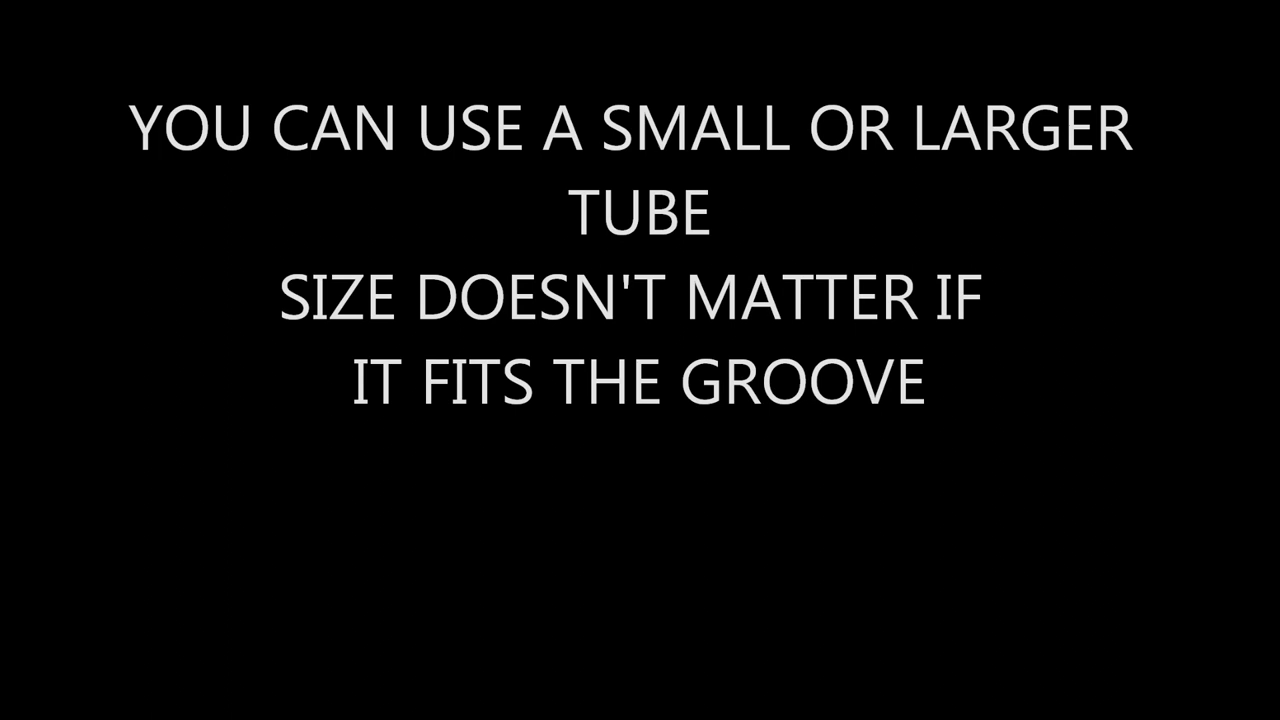 YOU CAN USE A SMALL OR LARGER
TUBE
SIZE DOESN'T MATTER IF
IT FITS THE GROOVE